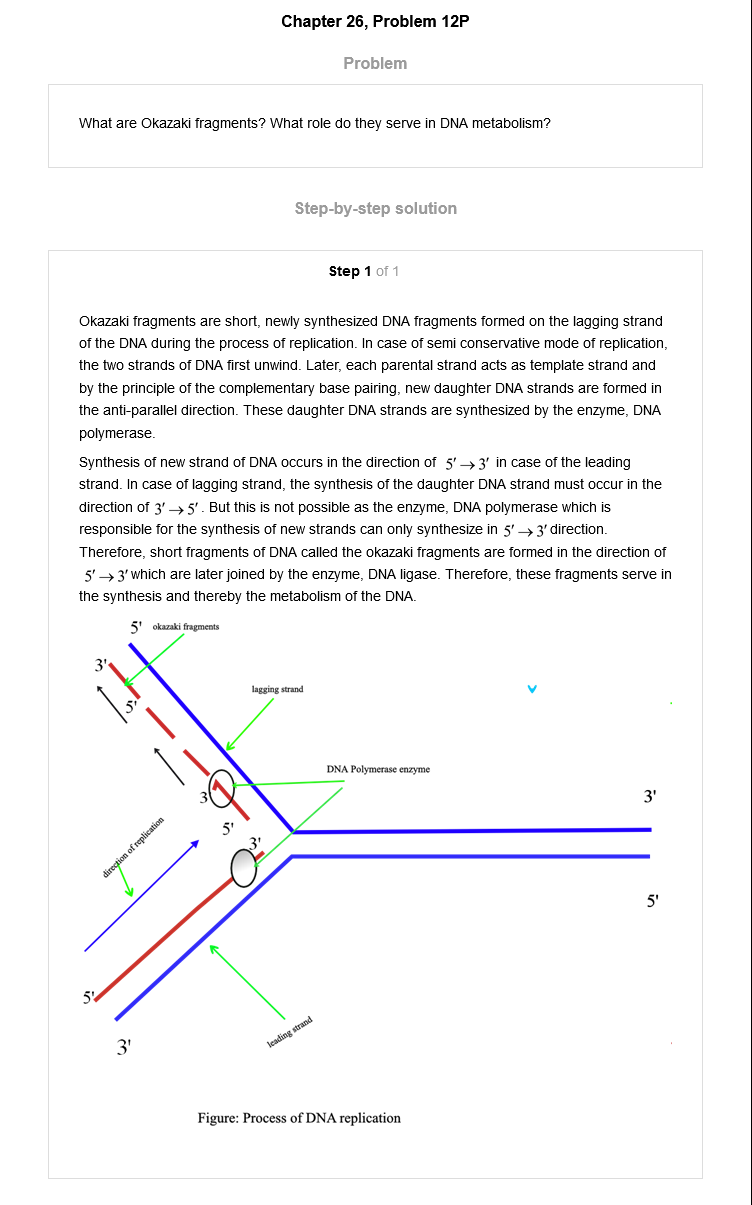 Chapter 26, Problem 12P
Problem
What are Okazaki fragments? What role do they serve in DNA metabolism?
Step-by-step solution
Step 1 of 1
Okazaki fragments are short, newly synthesized DNA fragments formed on the lagging strand
of the DNA during the process of replication. In case of semi conservative mode of replication,
the two strands of DNA first unwind. Later, each parental strand acts as template strand and
by the principle of the complementary base pairing, new daughter DNA strands are formed in
the anti-parallel direction. These daughter DNA strands are synthesized by the enzyme, DNA
polymerase.
Synthesis of new strand of DNA occurs in the direction of 5′ → 3′ in case of the leading
strand. In case of lagging strand, the synthesis of the daughter DNA strand must occur in the
direction of 3′ → 5′ . But this is not possible as the enzyme, DNA polymerase which is
responsible for the synthesis of new strands can only synthesize in 5′ → 3′ direction.
Therefore, short fragments of DNA called the okazaki fragments are formed in the direction of
5′ → 3′ which are later joined by the enzyme, DNA ligase. Therefore, these fragments serve in
the synthesis and thereby the metabolism of the DNA.
5' okazaki fragments
3'
lagging strand
5'
DNA Polymerase enzyme
3
3'
5'
3'
direction of replication
5'
5'
leading strand
3'
Figure: Process of DNA replication